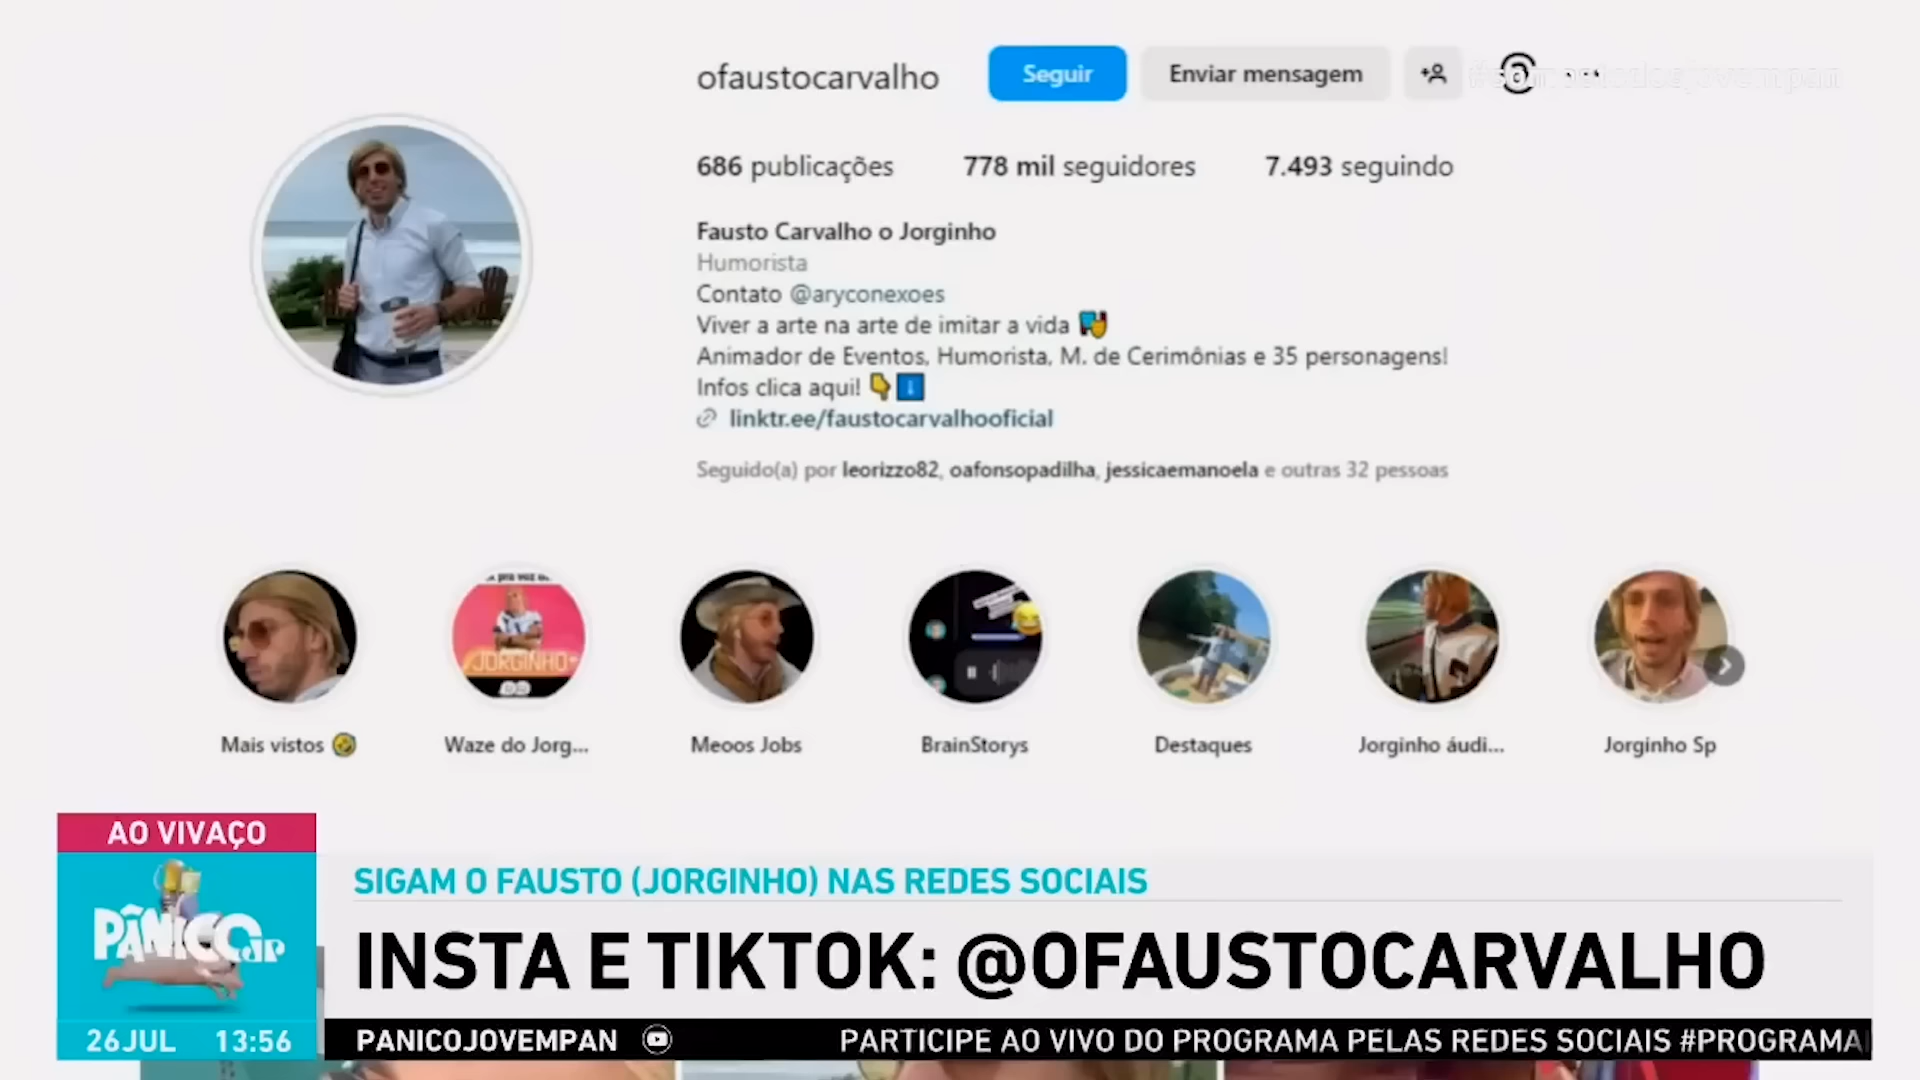 ofaustocarvalho
Seguir
Enviar mensagem
686 publicações
778 mil seguidores
7.493 seguindo
Fausto Carvalho o Jorginho
Humorista
Contato @aryconexoes
Viver a arte na arte de imitar a vida
Animador de Eventos, Humorista, M. de Cerimônias e 35 personagens!
Infos clica aqui!
linktr.ee/faustocarvalhooficial
Seguido(a) por leorizzo82, oafonsopadilha, jessicaemanoela e outras 32 pessoas
JORGINHO
Mais vistos
Waze do Jorg...
Meoos Jobs
BrainStorys
Destaques
Jorginho áudi...
Jorginho Sp
AO VIVAÇO
PÂNICO JP
26JUL 13:56
SIGAM O FAUSTO (JORGINHO) NAS REDES SOCIAIS
INSTA E TIKTOK: @OFAUSTOCARVALHO
PANICOJOVEMPAN
PARTICIPE AO VIVO DO PROGRAMA PELAS REDES SOCIAIS #PROGRAMA